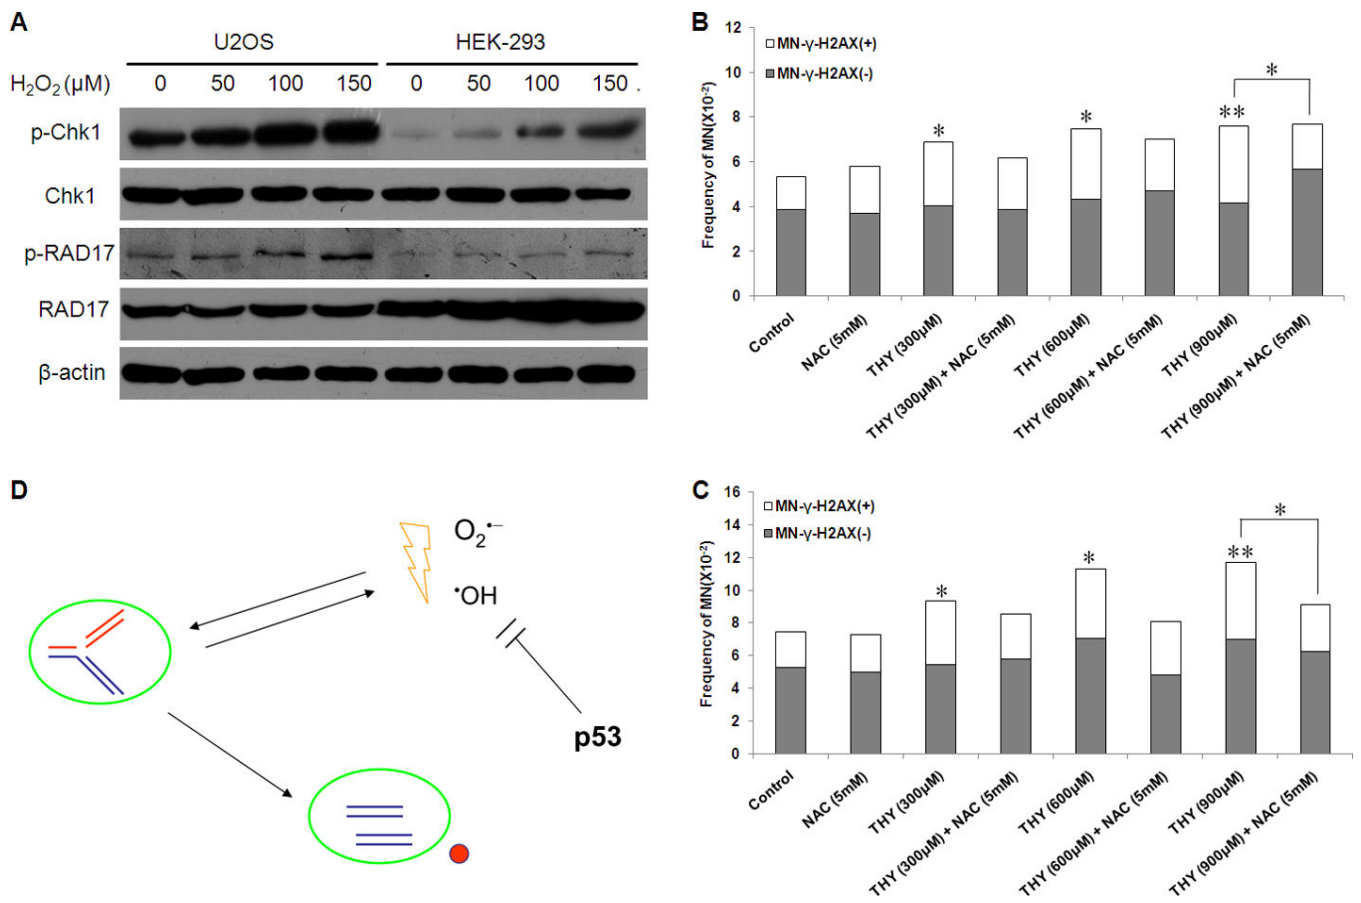 A
U2OS HEK-293
H₂O₂ (μM) 0 50 100 150 0 50 100 150 .
p-Chk1
Chk1
p-RAD17
RAD17
β-actin
B
12
10
8
6
4
2
0
Frequency of MN(X10⁻²)
MN-γ-H2AX(+)
MN-γ-H2AX(-)
*
*
**
*
Control
NAC (5mM)
THY (300μM)
THY (300μM) + NAC (5mM)
THY (600μM)
THY (600μM) + NAC (5mM)
THY (900μM)
THY (900μM) + NAC (5mM)
D
O₂•−
•OH
p53
C
16
14
12
10
8
6
4
2
0
Frequency of MN(X10⁻²)
MN-γ-H2AX(+)
MN-γ-H2AX(-)
*
*
**
*
Control
NAC (5mM)
THY (300μM)
THY (300μM) + NAC (5mM)
THY (600μM)
THY (600μM) + NAC (5mM)
THY (900μM)
THY (900μM) + NAC (5mM)